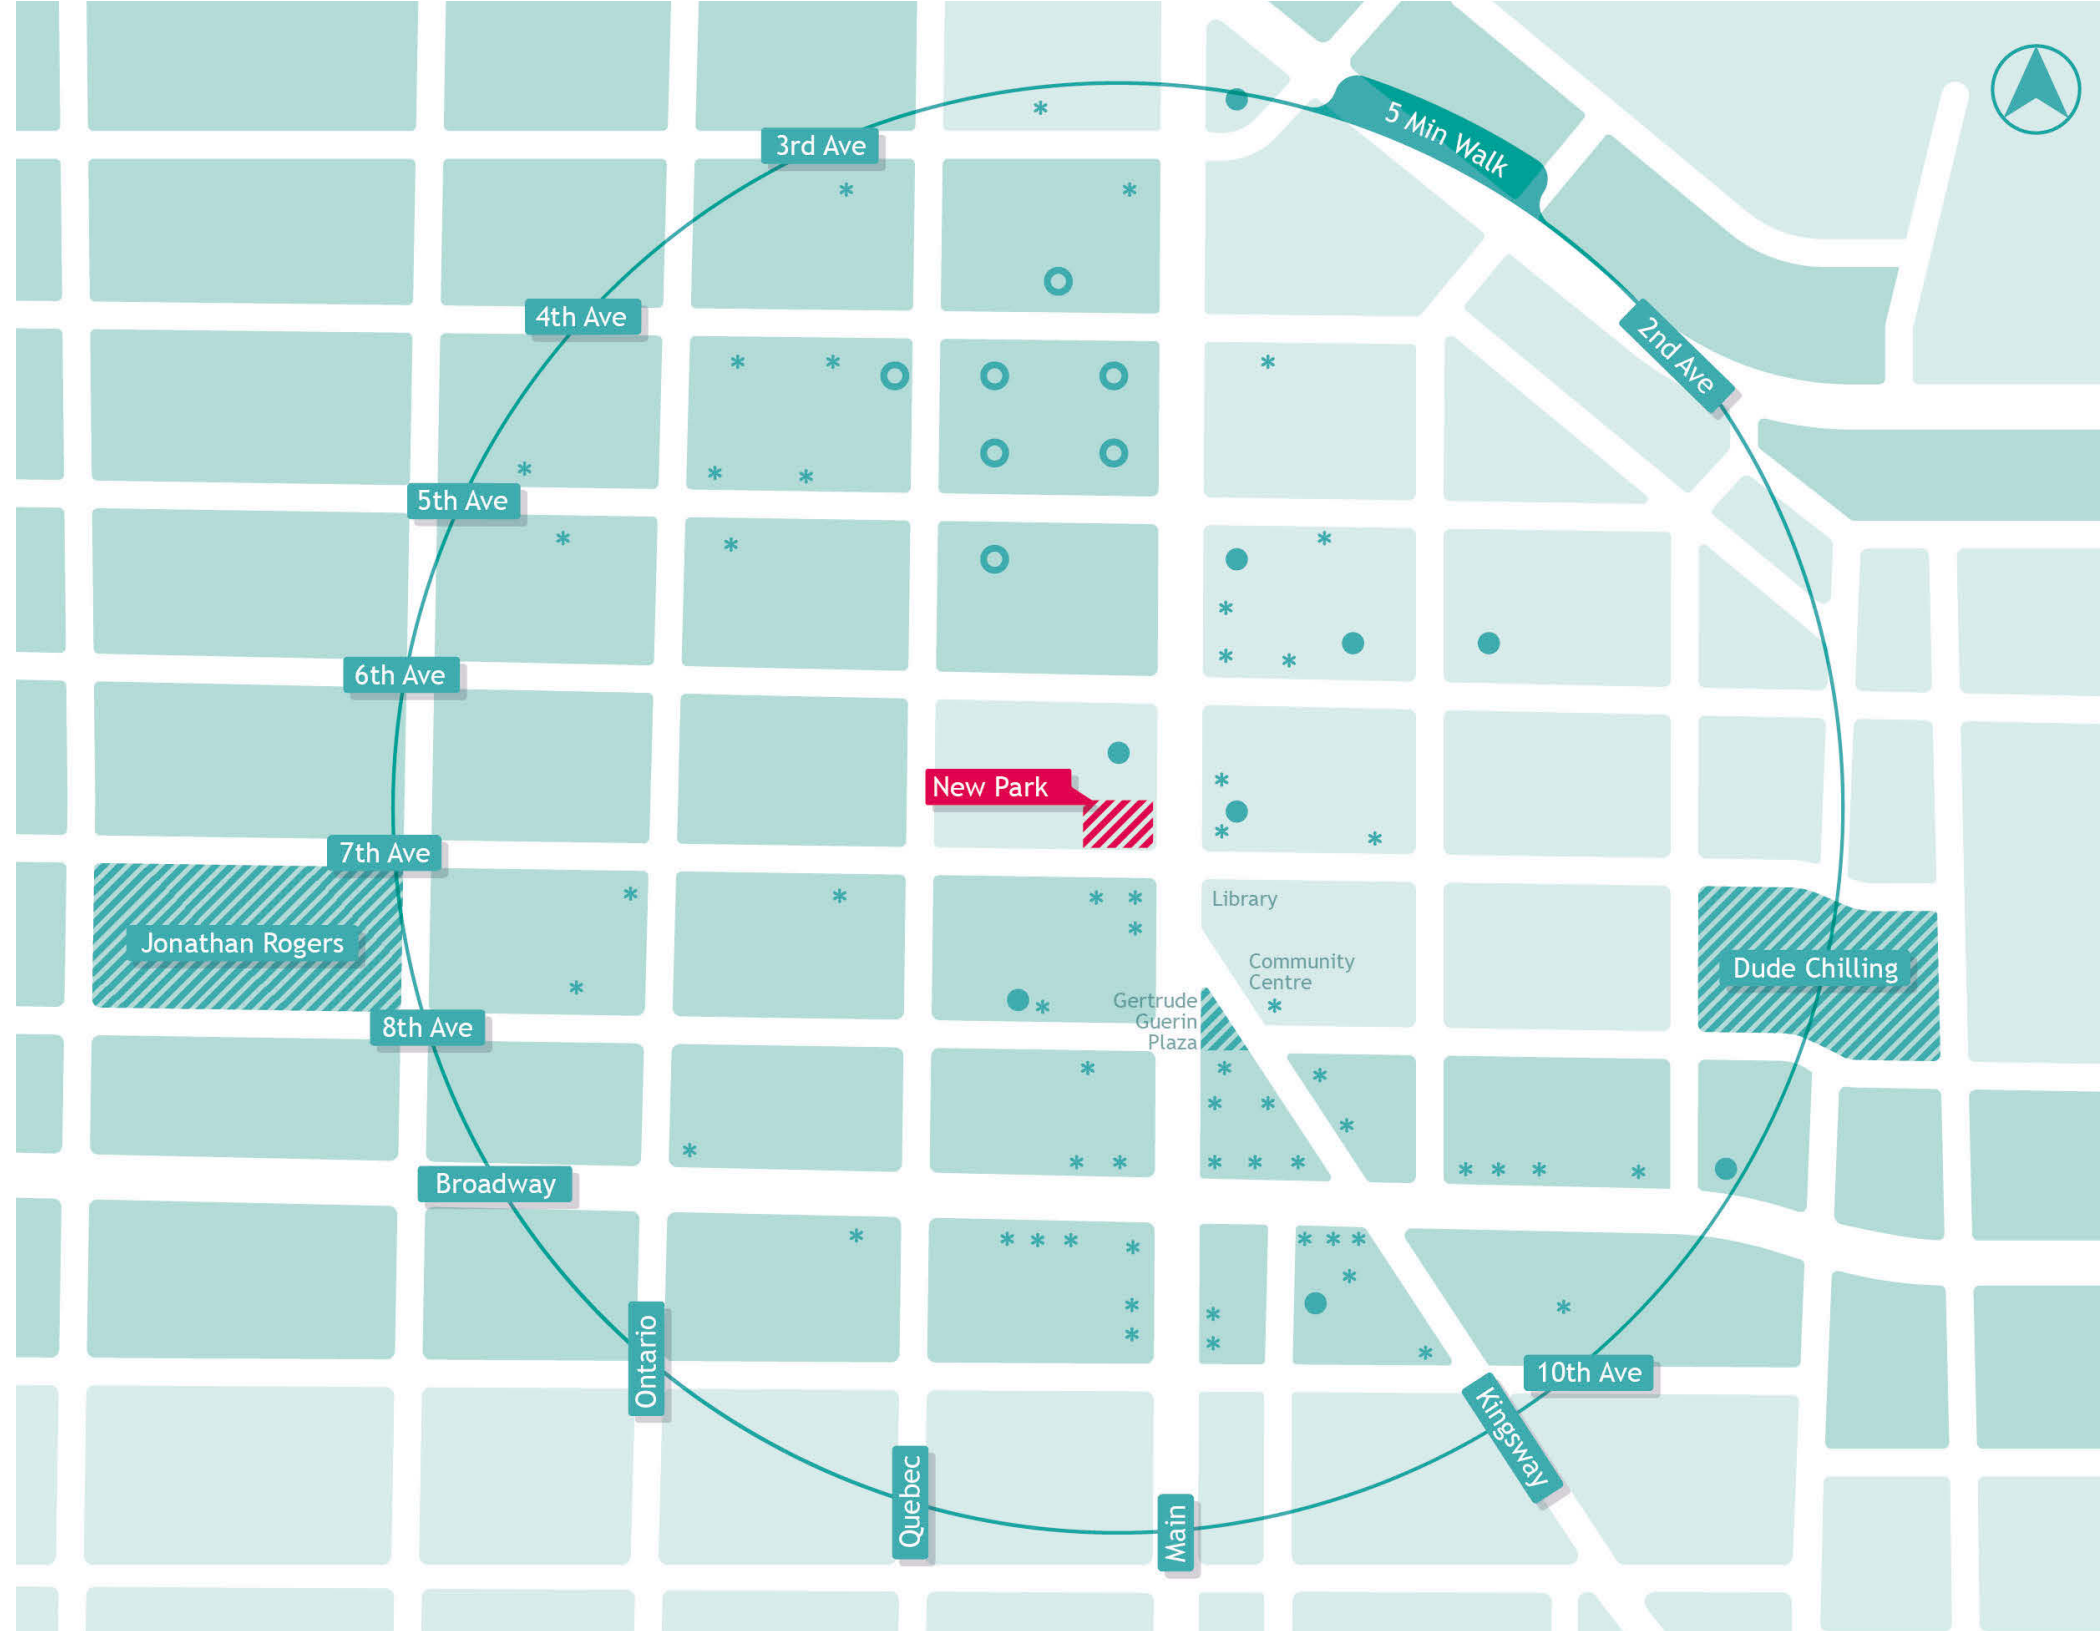 5 Min Walk
3rd Ave
4th Ave
2nd Ave
5th Ave
6th Ave
New Park
7th Ave
Library
Jonathan Rogers
Community
Centre
Dude Chilling
Gertrude
Guerin
Plaza
8th Ave
Broadway
Ontario
10th Ave
Kingsway
Quebec
Main